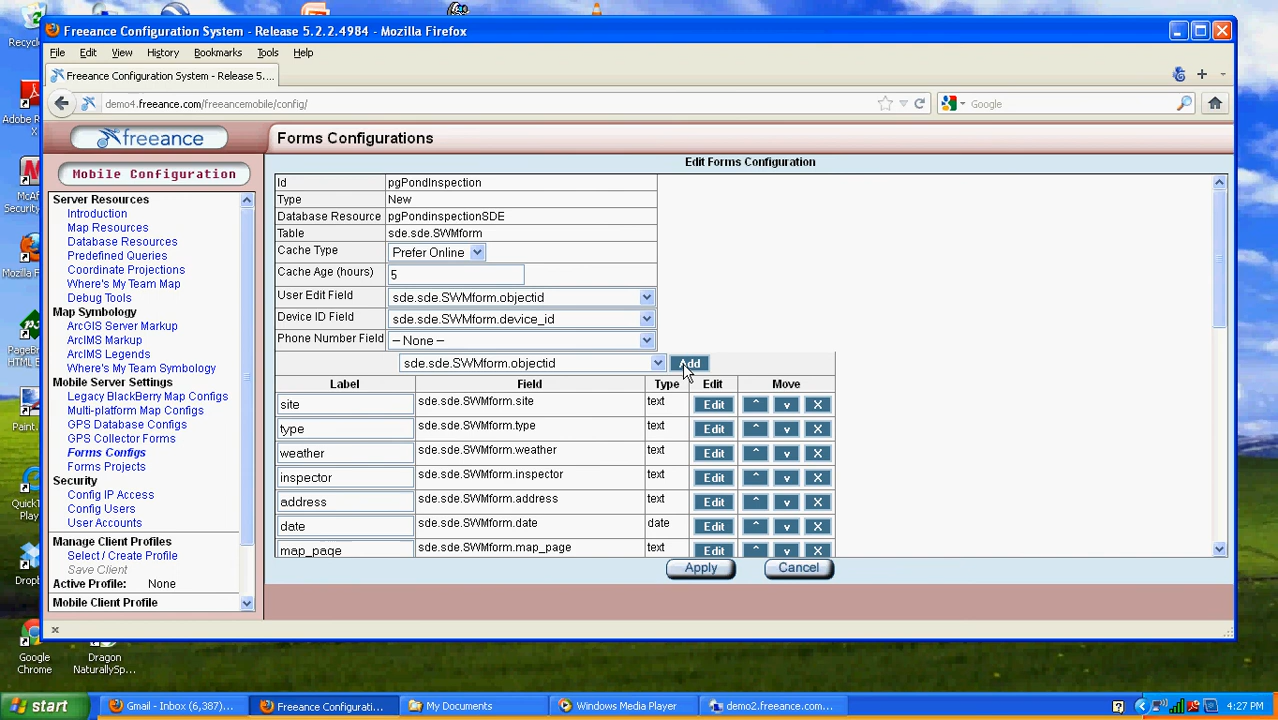 Freeance Configuration System - Release 5.2.2.4984 - Mozilla Firefox
File Edit View History Bookmarks Tools Help
Freeance Configuration System - Release 5....
demo4.freeance.com/freeancemobile/config/
Google
freeance
Forms Configurations
Mobile Configuration
Edit Forms Configuration
Server Resources
Introduction
Map Resources
Database Resources
Predefined Queries
Coordinate Projections
Where's My Team Map
Debug Tools
Map Symbology
ArcGIS Server Markup
ArcIMS Markup
ArcIMS Legends
Where's My Team Symbology
Mobile Server Settings
Legacy BlackBerry Map Configs
Multi-platform Map Configs
GPS Database Configs
GPS Collector Forms
Forms Configs
Forms Projects
Security
Config IP Access
Config Users
User Accounts
Manage Client Profiles
Select / Create Profile
Save Client
Active Profile: None
Mobile Client Profile
Id pgPondInspection
Type New
Database Resource pgPondinspectionSDE
Table sde.sde.SWMform
Cache Type Prefer Online
Cache Age (hours) 5
User Edit Field sde.sde.SWMform.objectid
Device ID Field sde.sde.SWMform.device_id
Phone Number Field -- None --
sde.sde.SWMform.objectid Add
Label Field Type Edit Move
site sde.sde.SWMform.site text Edit ^ v X
type sde.sde.SWMform.type text Edit ^ v X
weather sde.sde.SWMform.weather text Edit ^ v X
inspector sde.sde.SWMform.inspector text Edit ^ v X
address sde.sde.SWMform.address text Edit ^ v X
date sde.sde.SWMform.date date Edit ^ v X
map_page sde.sde.SWMform.map_page text Edit ^ v X
Apply Cancel
Google
Chrome
Dragon
NaturallySp...
start
Gmail - Inbox (6,387)...
Freeance Configurati...
My Documents
Windows Media Player
demo2.freeance.com...
4:27 PM